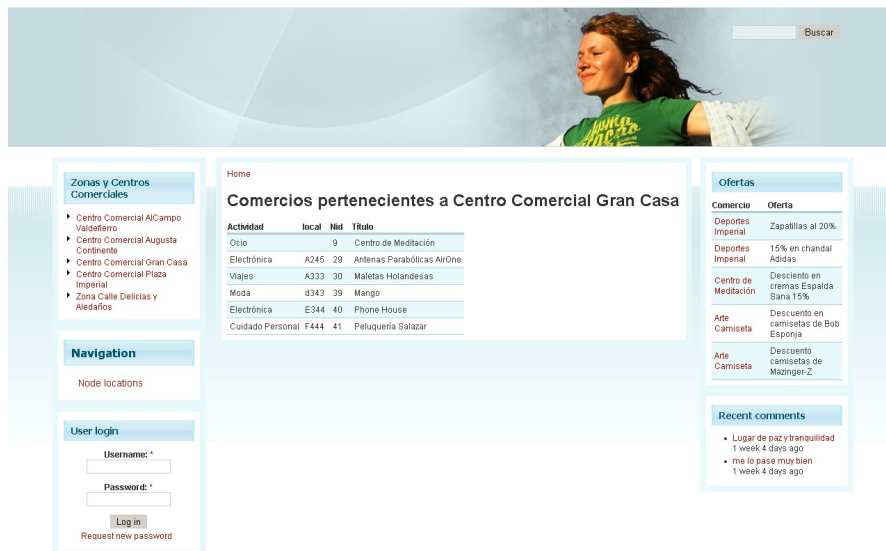 Buscar
Zonas y Centros
Comerciales
Centro Comercial AlCampo
Valdefierro
Centro Comercial Augusta
Continente
Centro Comercial Gran Casa
Centro Comercial Plaza
Imperial
Zona Calle Delicias y
Aledaños
Navigation
Node locations
User login
Username: *
Password: *
Log in
Request new password
Home
Comercios pertenecientes a Centro Comercial Gran Casa
Actividad local Nid Título
Ocio 9 Centro de Meditación
Electrónica A245 29 Antenas Parabólicas AirOne
Viajes A333 30 Maletas Holandesas
Moda d343 39 Mango
Electrónica E344 40 Phone House
Cuidado Personal F444 41 Peluquería Salazar
Ofertas
Comercio Oferta
Deportes
Imperial
Zapatillas al 20%
Deportes
Imperial
15% en chandal
Adidas
Centro de
Meditación
Desciento en
cremas Espalda
Sana 15%
Arte
Camiseta
Descuento en
camisetas de Bob
Esponja
Arte
Camiseta
Descuento
camisetas de
Mazinger-Z
Recent comments
Lugar de paz y tranquilidad
1 week 4 days ago
me lo pase muy bien
1 week 4 days ago